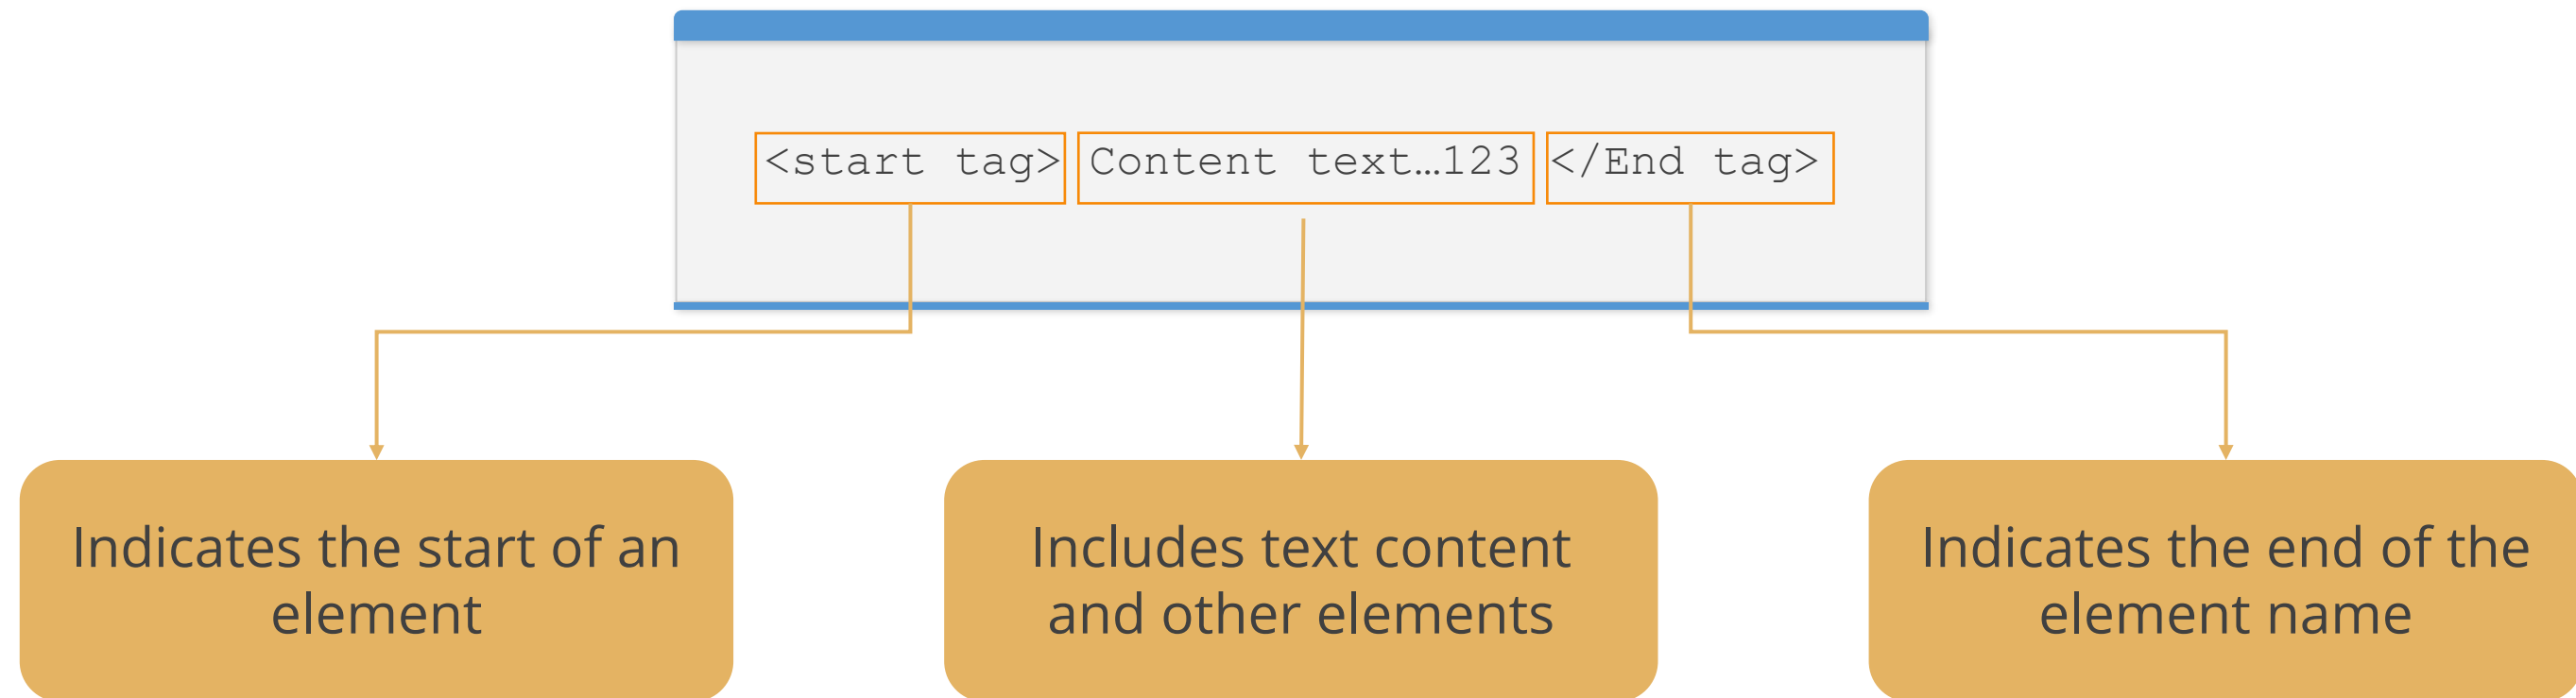 <start tag> Content text…123 </End tag>
Indicates the start of an
element
Includes text content
and other elements
Indicates the end of the
element name